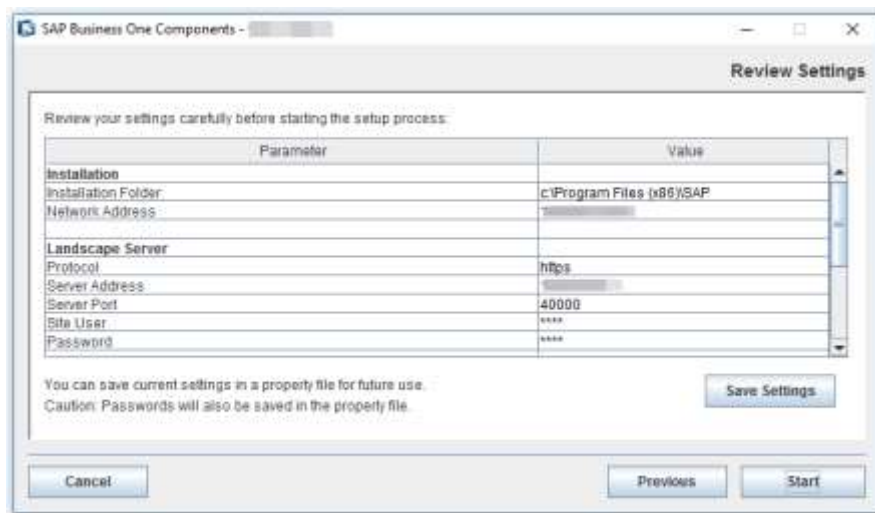 SAP Business One Components -
Review Settings
Review your settings carefully before starting the setup process:
Parameter Value
Installation
Installation Folder c:\Program Files (x86)\SAP
Network Address
Landscape Server
Protocol https
Server Address
Server Port 40000
Site User ****
Password ****
You can save current settings in a property file for future use.
Caution: Passwords will also be saved in the property file.
Save Settings
Cancel Previous Start